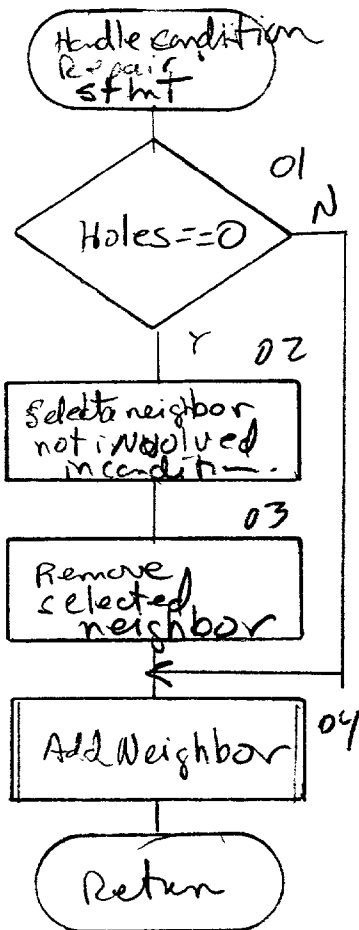 Handle condition
Repair
stmt
01
N
Holes==0
Y
02
Select a neighbor
not involved
in condition.
03
Remove
selected
neighbor
Add Neighbor
04
Return